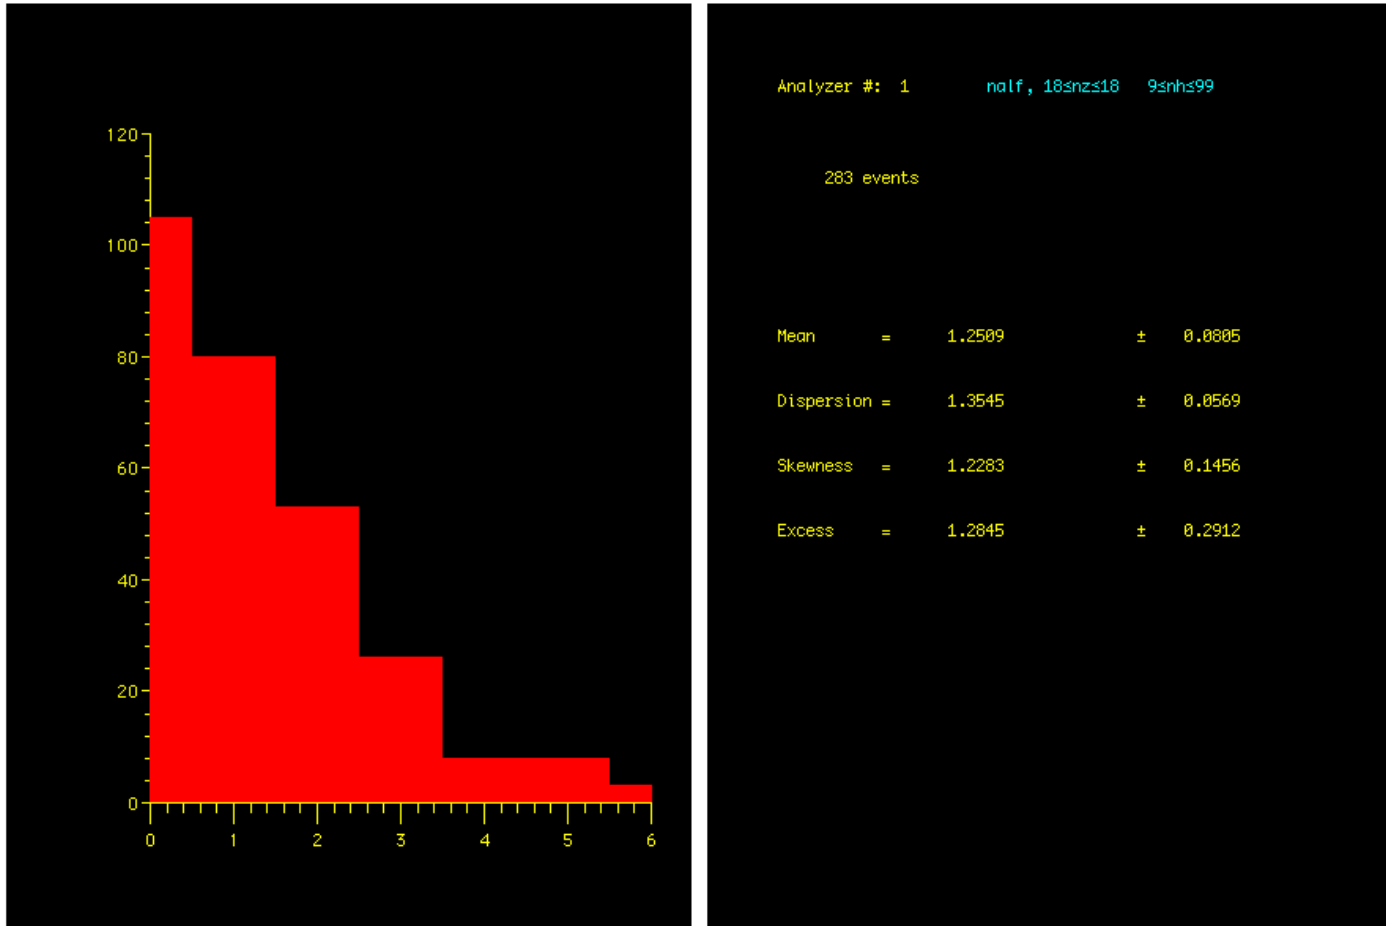 120
100
80
60
40
20
0
0 1 2 3 4 5 6
Analyzer #: 1 nalf, 18≤nz≤18 9≤nh≤99
283 events
Mean = 1.2509 ± 0.0805
Dispersion = 1.3545 ± 0.0569
Skewness = 1.2283 ± 0.1456
Excess = 1.2845 ± 0.2912